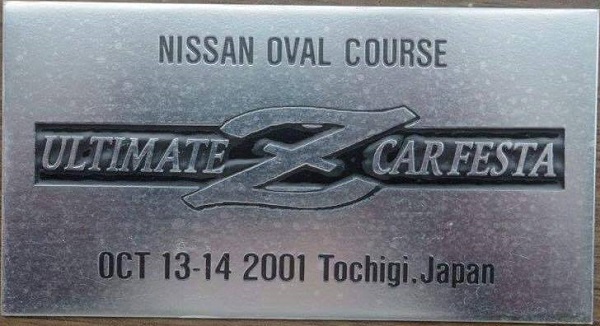 NISSAN OVAL COURSE
ULTIMATE Z CAR FESTA
OCT 13-14 2001 Tochigi.Japan